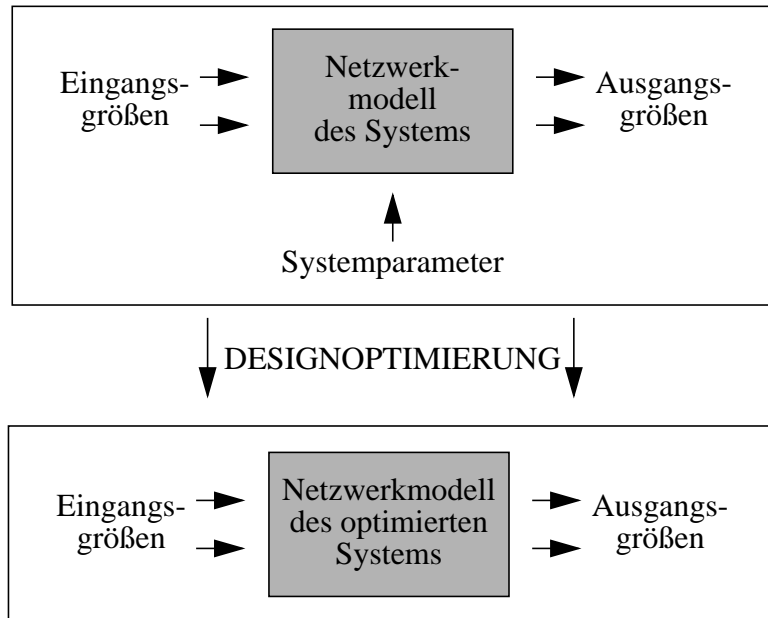 Eingangs-
größen
Netzwerk-
modell
des Systems
Ausgangs-
größen
Systemparameter
DESIGNOPTIMIERUNG
Eingangs-
größen
Netzwerkmodell
des optimierten
Systems
Ausgangs-
größen